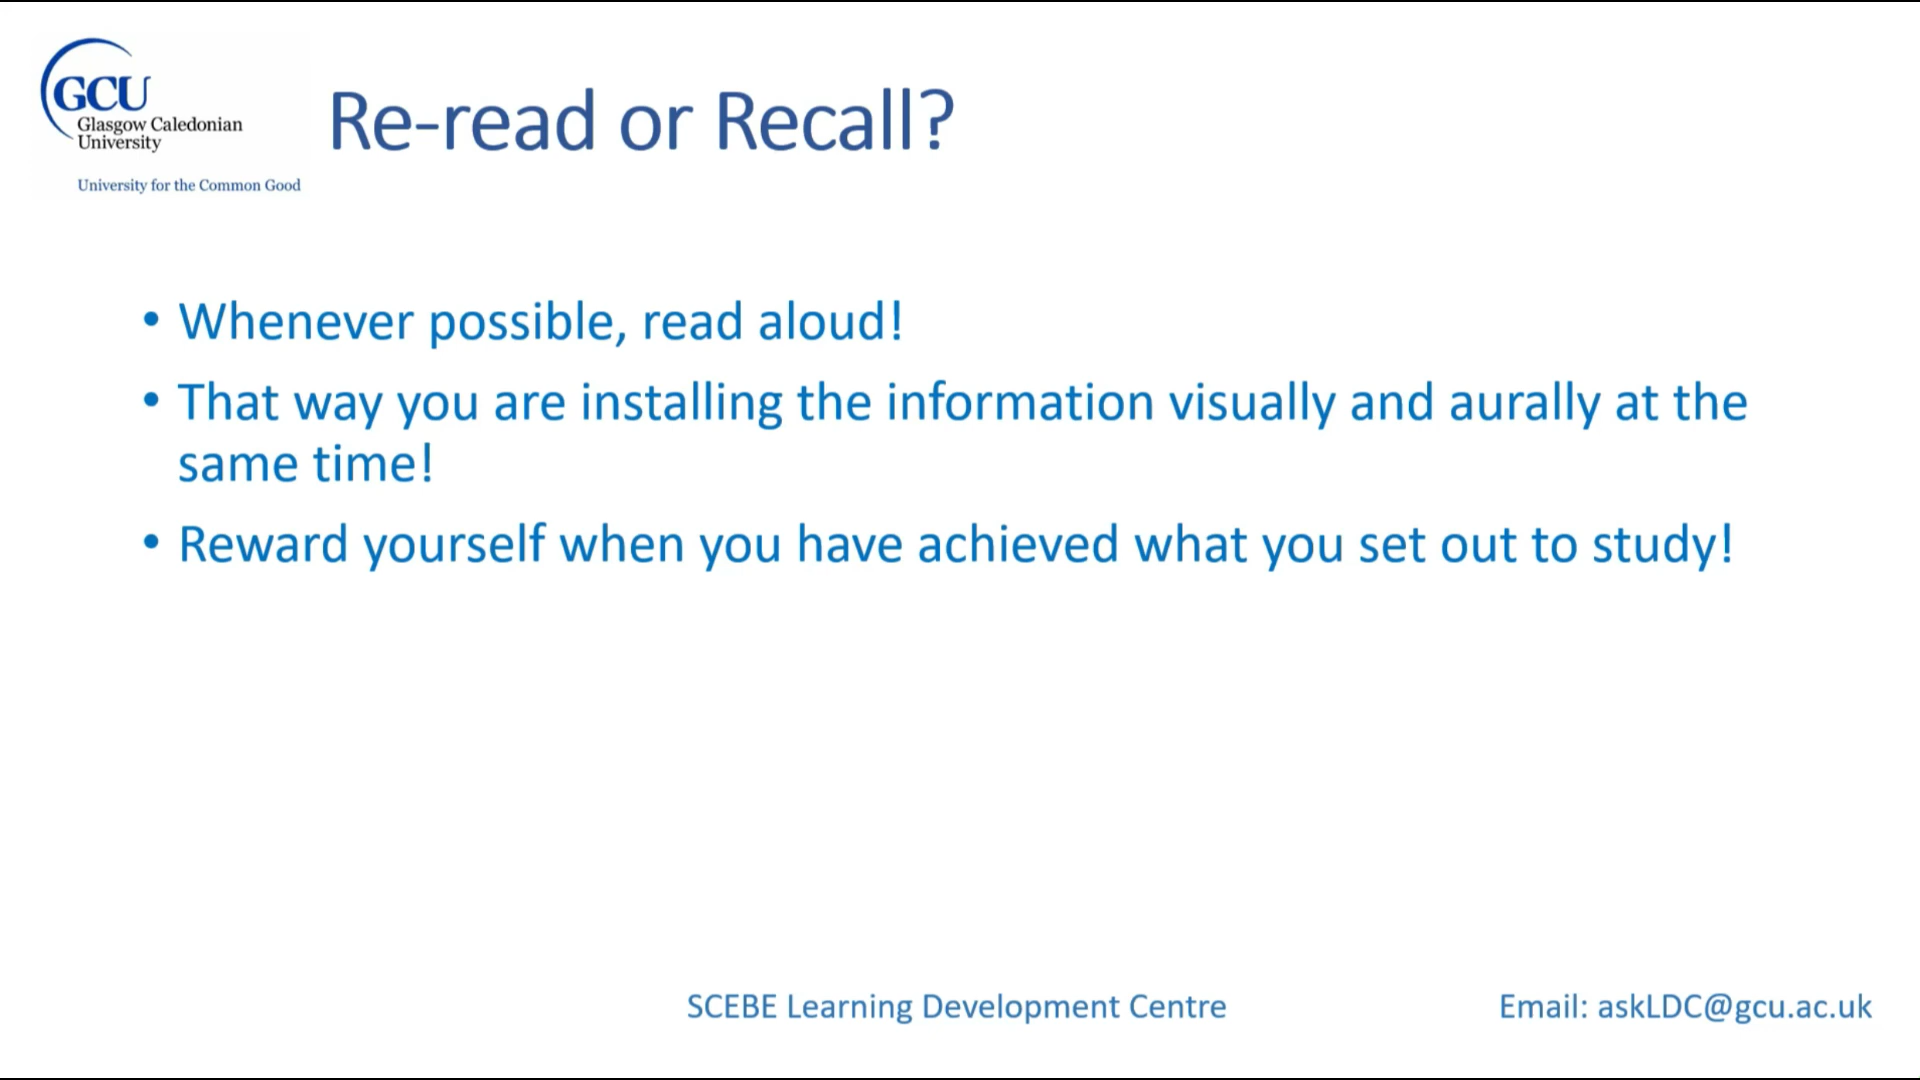 GCU
Glasgow Caledonian
University
University for the Common Good
Re-read or Recall?
• Whenever possible, read aloud!
• That way you are installing the information visually and aurally at the
same time!
• Reward yourself when you have achieved what you set out to study!
SCEBE Learning Development Centre
Email: askLDC@gcu.ac.uk